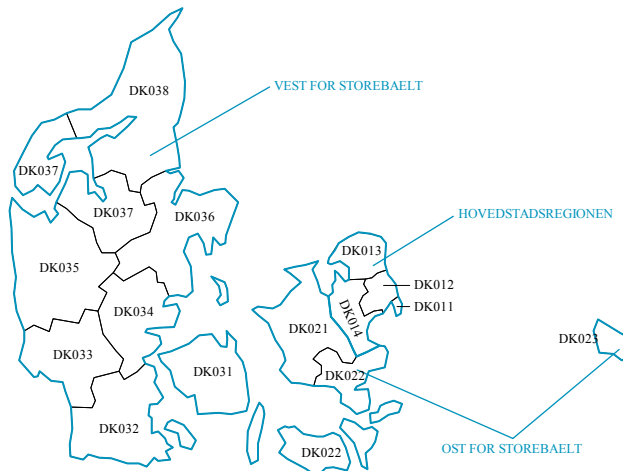 DK038
VEST FOR STOREBAELT
DK037
DK037
DK036
HOVEDSTADSREGIONEN
DK013
DK035
DK012
DK011
DK034
DK014
DK021
DK033
DK031
DK023
DK022
DK032
DK022
OST FOR STOREBAELT